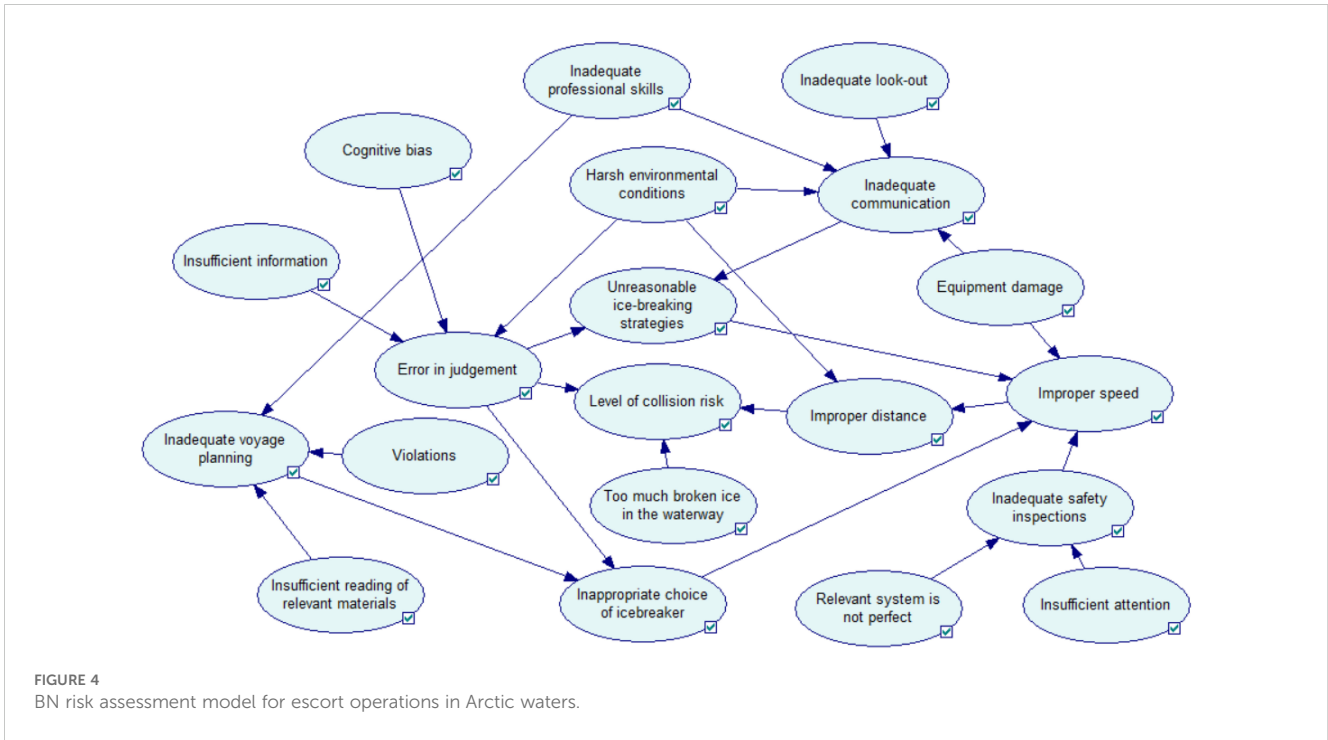 Inadequate
professional skills
Inadequate look-out
Cognitive bias
Harsh environmental
conditions
Inadequate
communication
Insufficient information
Unreasonable
ice-breaking
strategies
Equipment damage
Error in judgement
Level of collision risk
Improper distance
Improper speed
Inadequate voyage
planning
Violations
Too much broken ice
in the waterway
Inadequate safety
inspections
Insufficient reading of
relevant materials
Inappropriate choice
of icebreaker
Relevant system is
not perfect
Insufficient attention
FIGURE 4
BN risk assessment model for escort operations in Arctic waters.